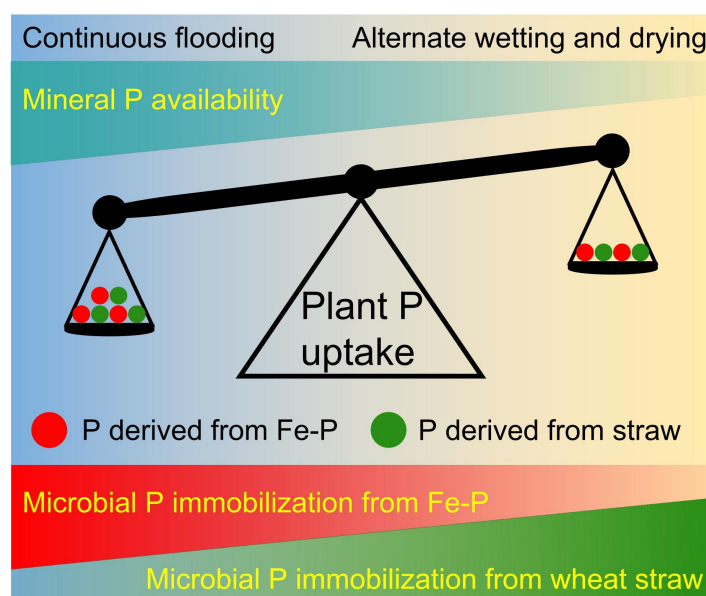 Continuous flooding
Alternate wetting and drying
Mineral P availability
Plant P
uptake
P derived from Fe-P
P derived from straw
Microbial P immobilization from Fe-P
Microbial P immobilization from wheat straw